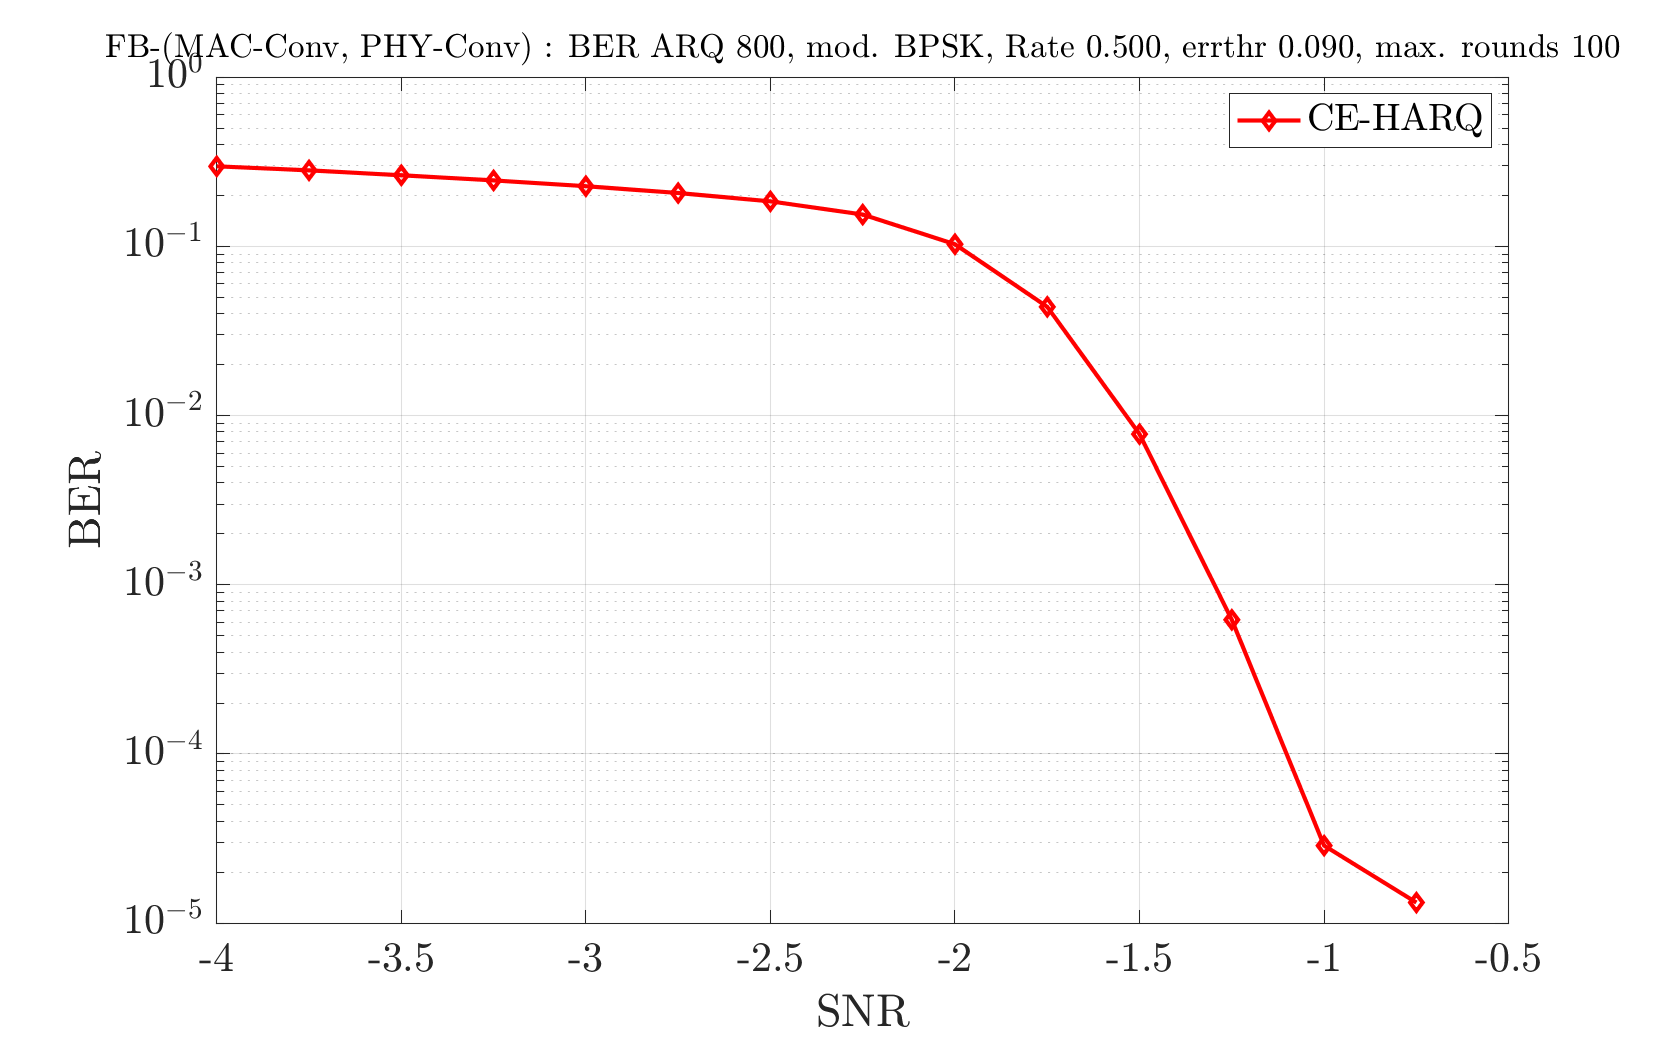 FB-(MAC-Conv, PHY-Conv) : BER ARQ 800, mod. BPSK, Rate 0.500, errthr 0.090, max. rounds 100
CE-HARQ
10⁰
10⁻¹
10⁻²
10⁻³
10⁻⁴
10⁻⁵
BER
-4 -3.5 -3 -2.5 -2 -1.5 -1 -0.5
SNR